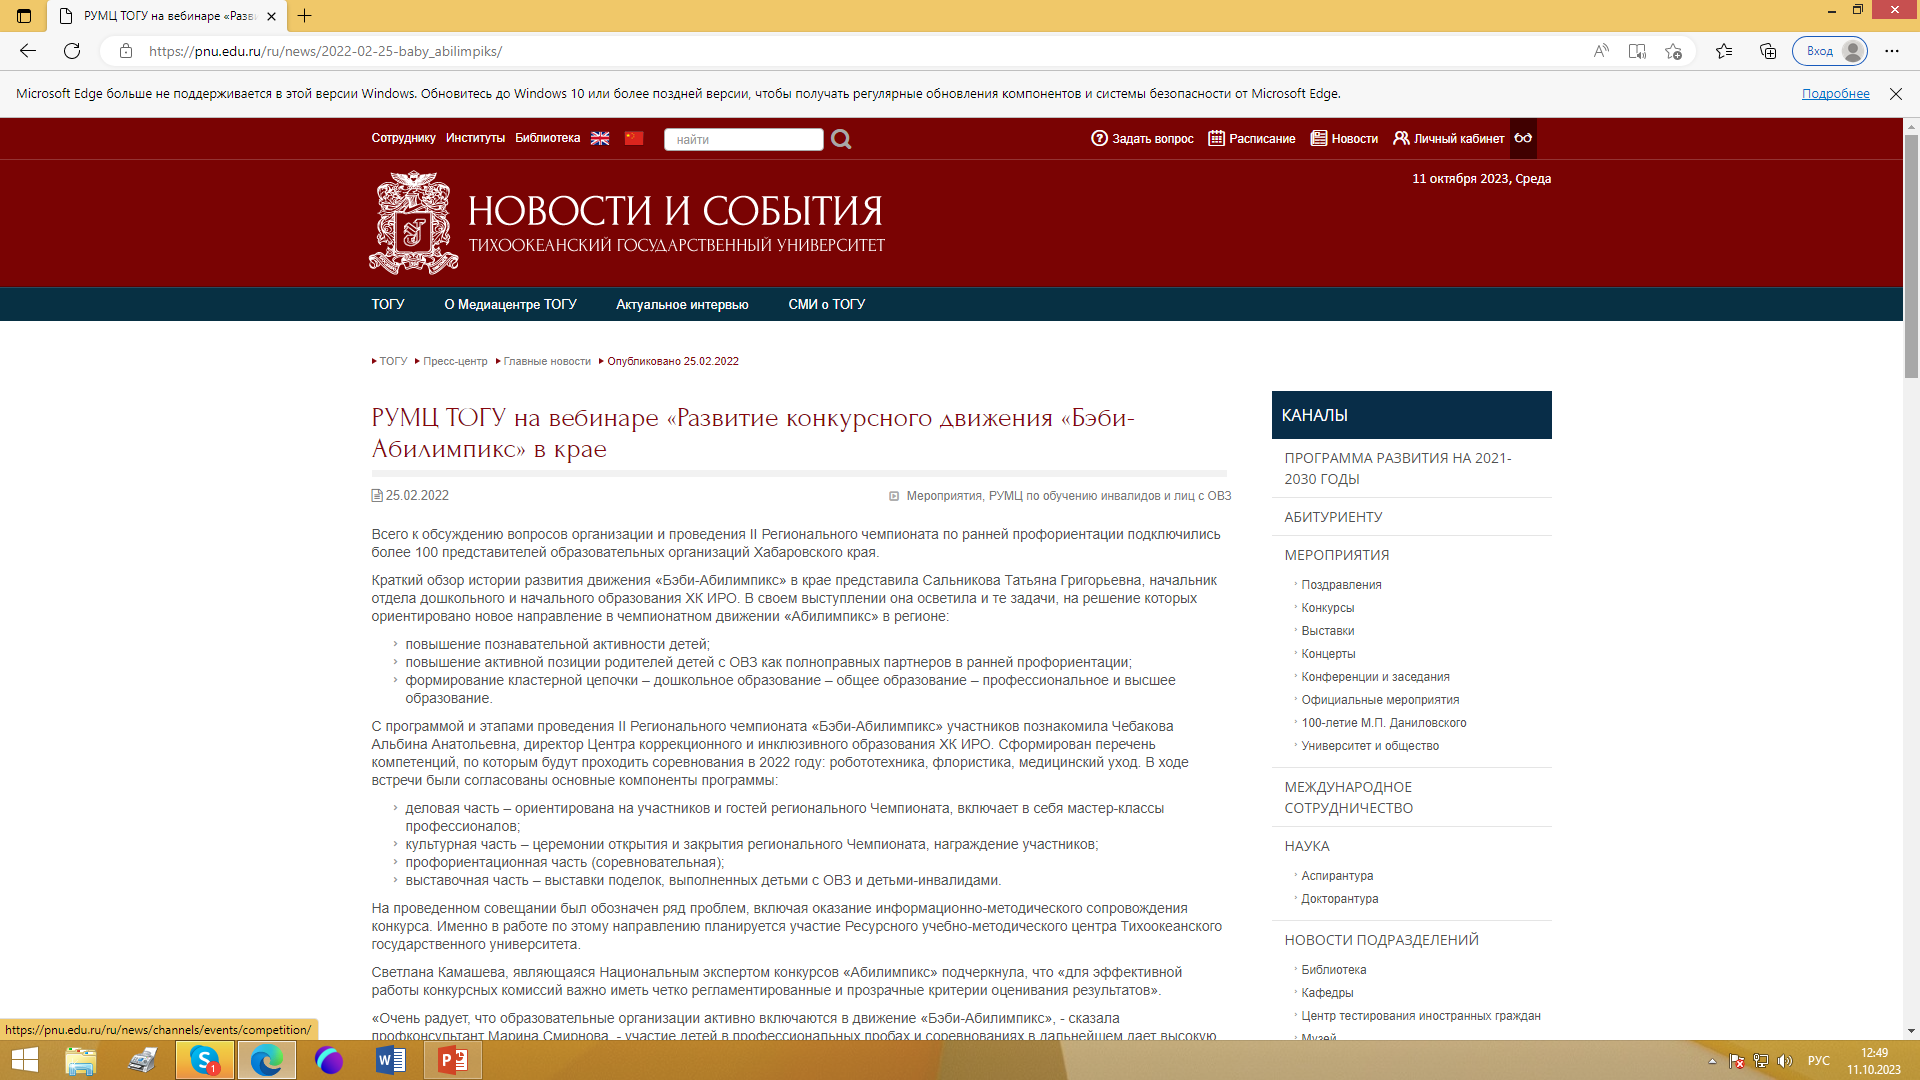 РУМЦ ТОГУ на вебинаре «Разви
https://pnu.edu.ru/ru/news/2022-02-25-baby_abilimpiks/
Вход
Microsoft Edge больше не поддерживается в этой версии Windows. Обновитесь до Windows 10 или более поздней версии, чтобы получать регулярные обновления компонентов и системы безопасности от Microsoft Edge.
Подробнее
Сотруднику Институты Библиотека
найти
Задать вопрос Расписание Новости Личный кабинет
11 октября 2023, Среда
НОВОСТИ И СОБЫТИЯ
ТИХООКЕАНСКИЙ ГОСУДАРСТВЕННЫЙ УНИВЕРСИТЕТ
ТОГУ О Медиацентре ТОГУ Актуальное интервью СМИ о ТОГУ
ТОГУ Пресс-центр Главные новости Опубликовано 25.02.2022
РУМЦ ТОГУ на вебинаре «Развитие конкурсного движения «Бэби-
Абилимпикс» в крае
25.02.2022
Мероприятия, РУМЦ по обучению инвалидов и лиц с ОВЗ
Всего к обсуждению вопросов организации и проведения II Регионального чемпионата по ранней профориентации подключились
более 100 представителей образовательных организаций Хабаровского края.
Краткий обзор истории развития движения «Бэби-Абилимпикс» в крае представила Сальникова Татьяна Григорьевна, начальник
отдела дошкольного и начального образования ХК ИРО. В своем выступлении она осветила и те задачи, на решение которых
ориентировано новое направление в чемпионатном движении «Абилимпикс» в регионе:
повышение познавательной активности детей;
повышение активной позиции родителей детей с ОВЗ как полноправных партнеров в ранней профориентации;
формирование кластерной цепочки – дошкольное образование – общее образование – профессиональное и высшее
образование.
С программой и этапами проведения II Регионального чемпионата «Бэби-Абилимпикс» участников познакомила Чебакова
Альбина Анатольевна, директор Центра коррекционного и инклюзивного образования ХК ИРО. Сформирован перечень
компетенций, по которым будут проходить соревнования в 2022 году: робототехника, флористика, медицинский уход. В ходе
встречи были согласованы основные компоненты программы:
деловая часть – ориентирована на участников и гостей регионального Чемпионата, включает в себя мастер-классы
профессионалов;
культурная часть – церемонии открытия и закрытия регионального Чемпионата, награждение участников;
профориентационная часть (соревновательная);
выставочная часть – выставки поделок, выполненных детьми с ОВЗ и детьми-инвалидами.
На проведенном совещании был обозначен ряд проблем, включая оказание информационно-методического сопровождения
конкурса. Именно в работе по этому направлению планируется участие Ресурсного учебно-методического центра Тихоокеанского
государственного университета.
Светлана Камашева, являющаяся Национальным экспертом конкурсов «Абилимпикс» подчеркнула, что «для эффективной
работы конкурсных комиссий важно иметь четко регламентированные и прозрачные критерии оценивания результатов».
«Очень радует, что образовательные организации активно включаются в движение «Бэби-Абилимпикс», - сказала
профконсультант Марина Смирнова, - участие детей в профессиональных пробах и соревнованиях в дальнейшем дает высокую
КАНАЛЫ
ПРОГРАММА РАЗВИТИЯ НА 2021-
2030 ГОДЫ
АБИТУРИЕНТУ
МЕРОПРИЯТИЯ
Поздравления
Конкурсы
Выставки
Концерты
Конференции и заседания
Официальные мероприятия
100-летие М.П. Даниловского
Университет и общество
МЕЖДУНАРОДНОЕ
СОТРУДНИЧЕСТВО
НАУКА
Аспирантура
Докторантура
НОВОСТИ ПОДРАЗДЕЛЕНИЙ
Библиотека
Кафедры
Центр тестирования иностранных граждан
Музей
https://pnu.edu.ru/ru/news/channels/events/competition/
РУС
12:49
11.10.2023